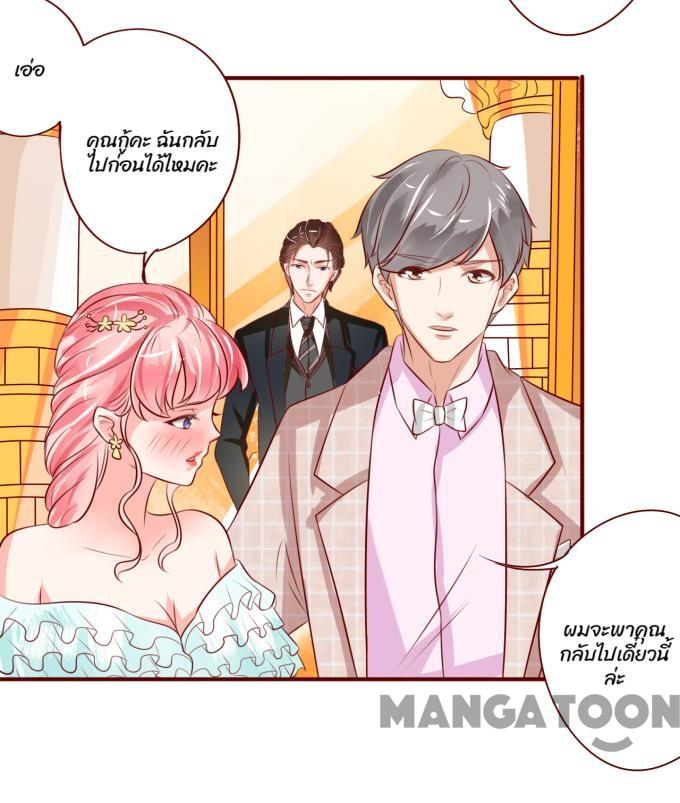 เอ่อ
คุณกู้คะ ฉันกลับ
ไปก่อนได้ไหมคะ
ผมจะพาคุณ
กลับไปเดี๋ยวนี้
ล่ะ
MANGATOON